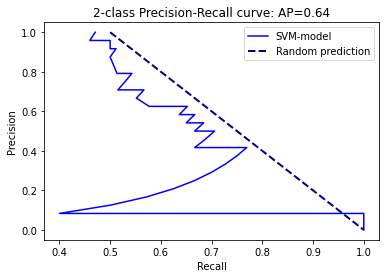 2-class Precision-Recall curve: AP=0.64
SVM-model
Random prediction
Precision
1.0
0.8
0.6
0.4
0.2
0.0
0.4 0.5 0.6 0.7 0.8 0.9 1.0
Recall